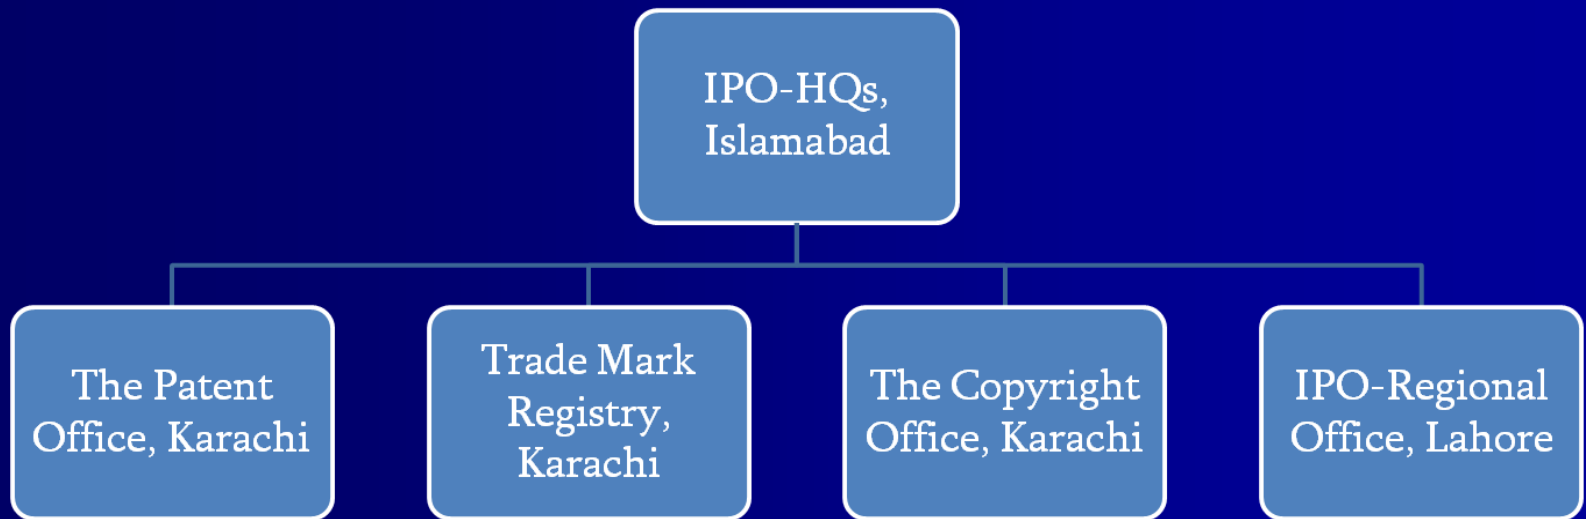 IPO-HQs,
Islamabad
The Patent
Office, Karachi
Trade Mark
Registry,
Karachi
The Copyright
Office, Karachi
IPO-Regional
Office, Lahore